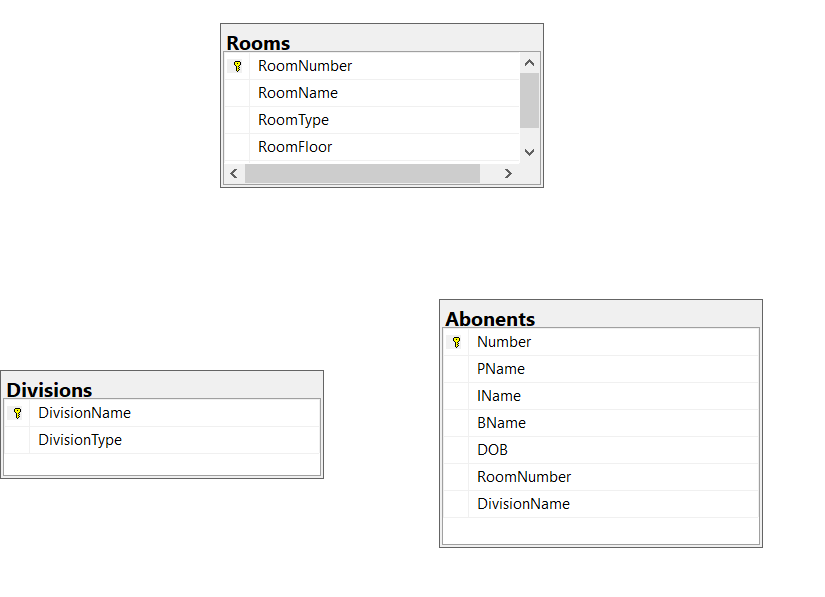 Rooms
RoomNumber
RoomName
RoomType
RoomFloor
Abonents
Number
PName
IName
BName
DOB
RoomNumber
DivisionName
Divisions
DivisionName
DivisionType